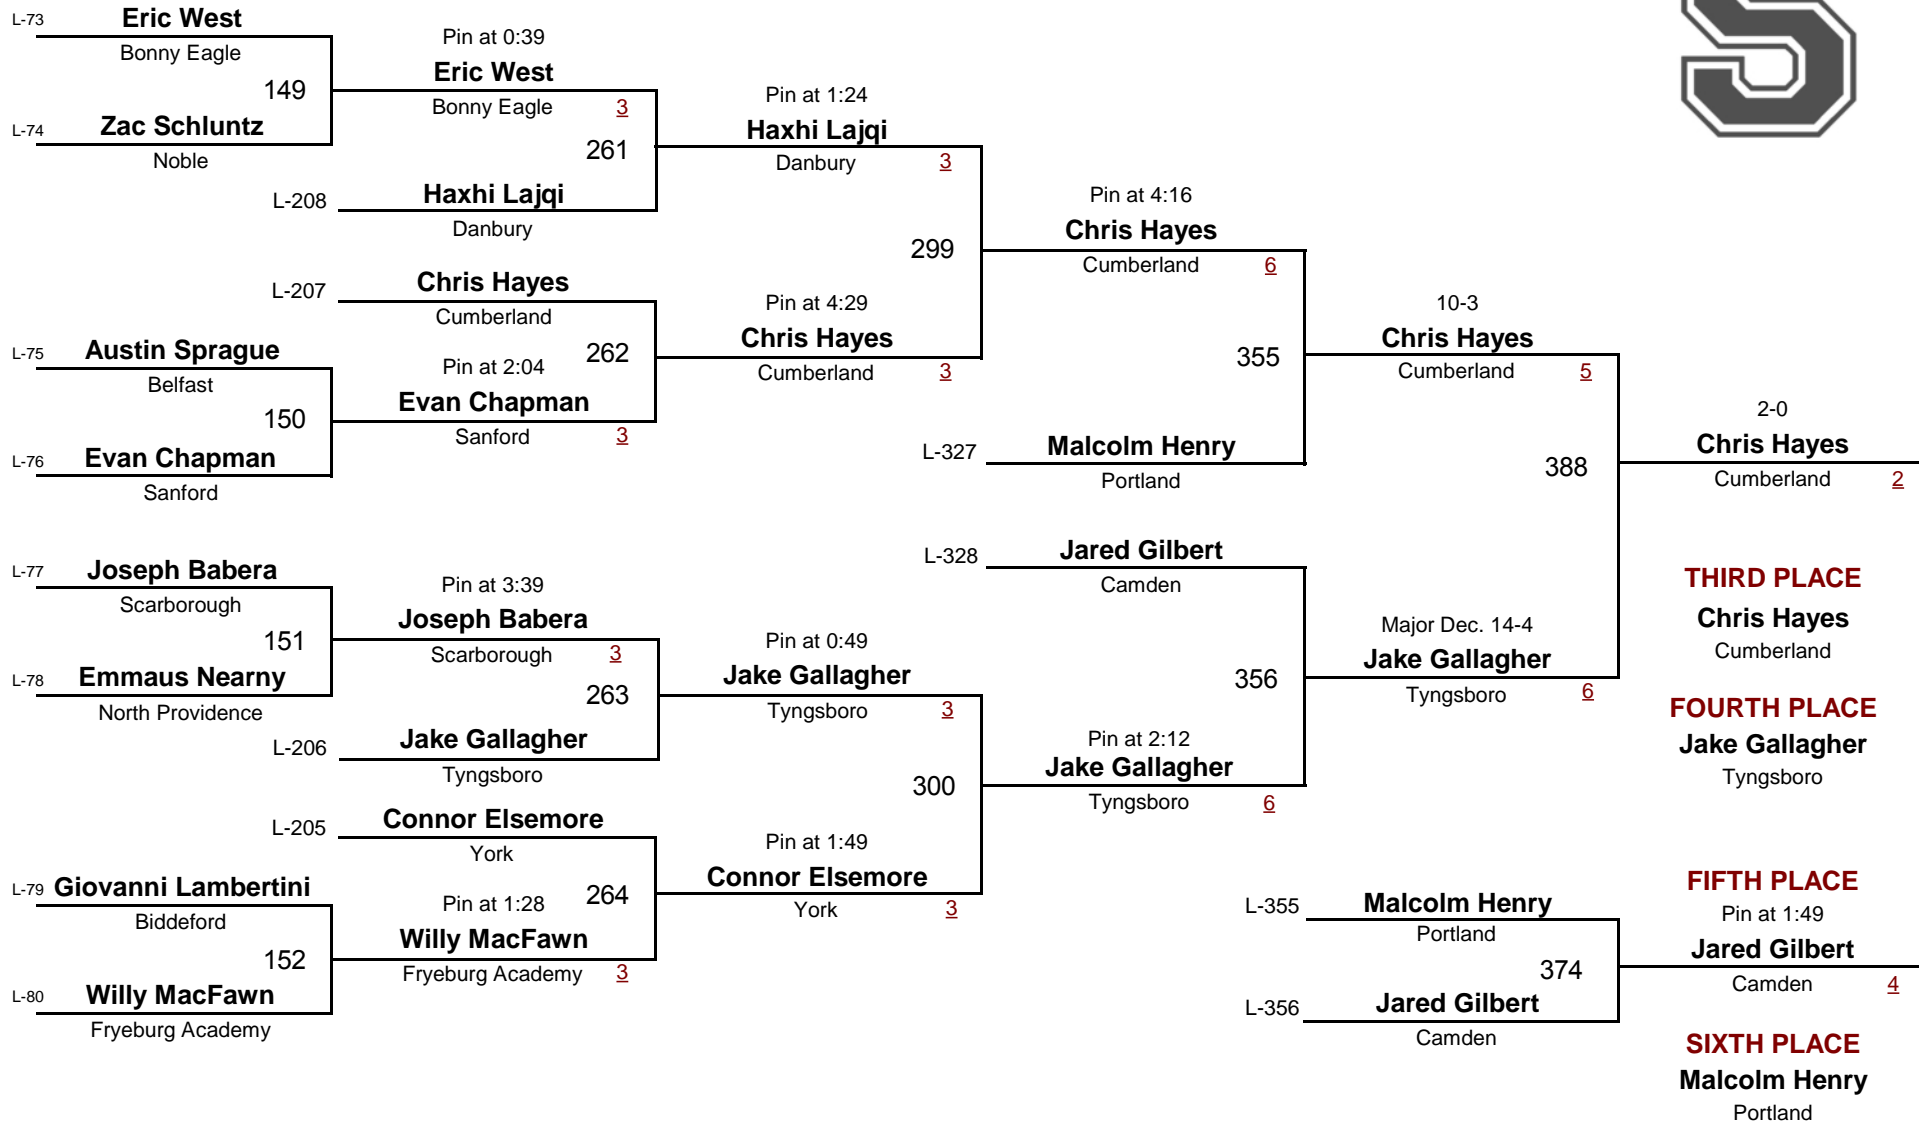 L-73 Eric West
Bonny Eagle
149
L-74 Zac Schluntz
Noble
Pin at 0:39
Eric West
Bonny Eagle 3
261
L-208 Haxhi Lajqi
Danbury
Pin at 1:24
Haxhi Lajqi
Danbury 3
L-207 Chris Hayes
Cumberland
262
L-75 Austin Sprague
Belfast
150
L-76 Evan Chapman
Sanford
Pin at 2:04
Evan Chapman
Sanford 3
Pin at 4:29
Chris Hayes
Cumberland 3
299
Pin at 4:16
Chris Hayes
Cumberland 6
355
L-327 Malcolm Henry
Portland
10-3
Chris Hayes
Cumberland 5
388
2-0
Chris Hayes
Cumberland 2
L-77 Joseph Babera
Scarborough
151
L-78 Emmaus Nearny
North Providence
Pin at 3:39
Joseph Babera
Scarborough 3
263
L-206 Jake Gallagher
Tyngsboro
Pin at 0:49
Jake Gallagher
Tyngsboro 3
300
L-205 Connor Elsemore
York
264
L-79 Giovanni Lambertini
Biddeford
152
L-80 Willy MacFawn
Fryeburg Academy
Pin at 1:28
Willy MacFawn
Fryeburg Academy 3
Pin at 1:49
Connor Elsemore
York 3
L-328 Jared Gilbert
Camden
356
Pin at 2:12
Jake Gallagher
Tyngsboro 6
Major Dec. 14-4
Jake Gallagher
Tyngsboro 6
THIRD PLACE
Chris Hayes
Cumberland
FOURTH PLACE
Jake Gallagher
Tyngsboro
L-355 Malcolm Henry
Portland
374
L-356 Jared Gilbert
Camden
FIFTH PLACE
Pin at 1:49
Jared Gilbert
Camden 4
SIXTH PLACE
Malcolm Henry
Portland
S